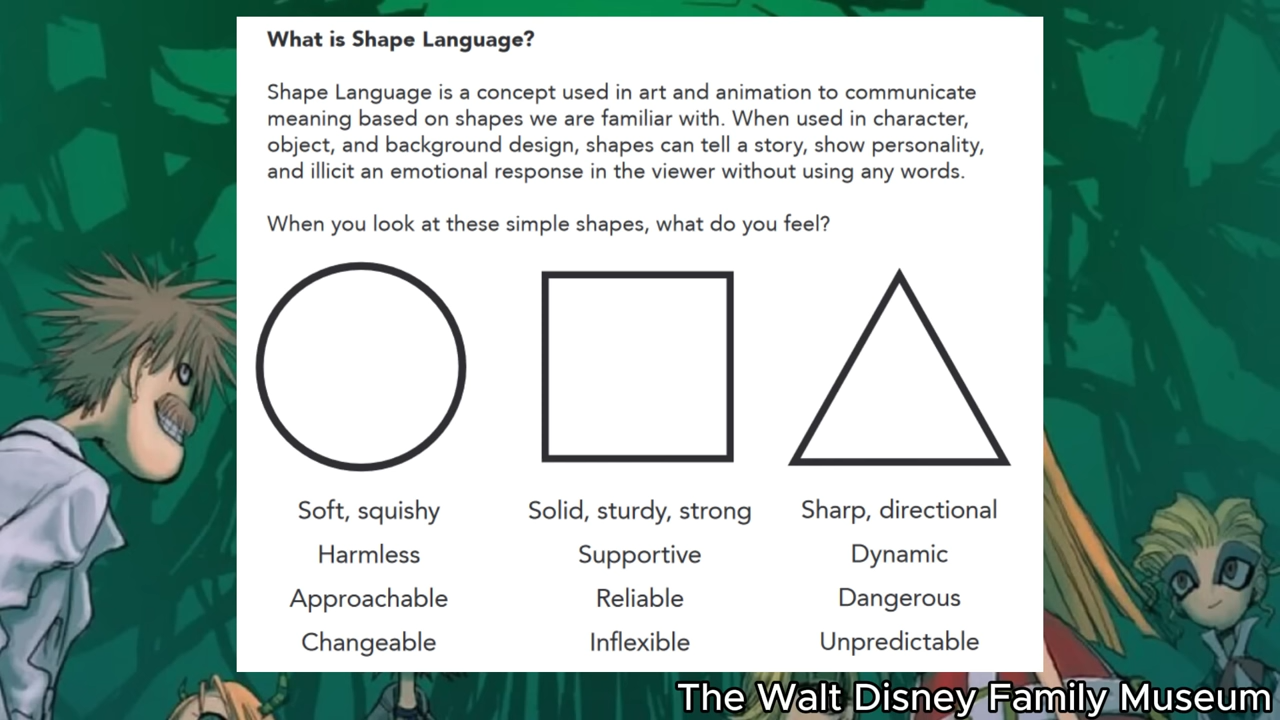 What is Shape Language?
Shape Language is a concept used in art and animation to communicate
meaning based on shapes we are familiar with. When used in character,
object, and background design, shapes can tell a story, show personality,
and illicit an emotional response in the viewer without using any words.
When you look at these simple shapes, what do you feel?
Soft, squishy
Harmless
Approachable
Changeable
Solid, sturdy, strong
Supportive
Reliable
Inflexible
Sharp, directional
Dynamic
Dangerous
Unpredictable
The Walt Disney Family Museum